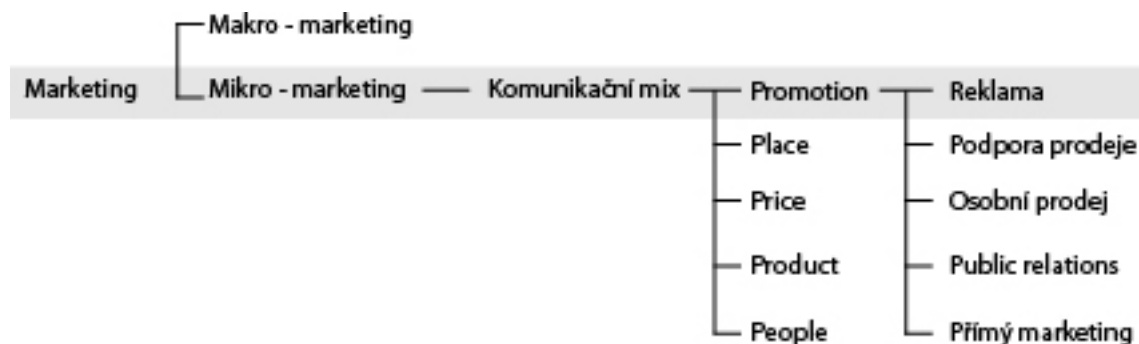 Makro - marketing
Marketing Mikro - marketing Komunikační mix Promotion Reklama
Place Podpora prodeje
Price Osobní prodej
Product Public relations
People Přímý marketing